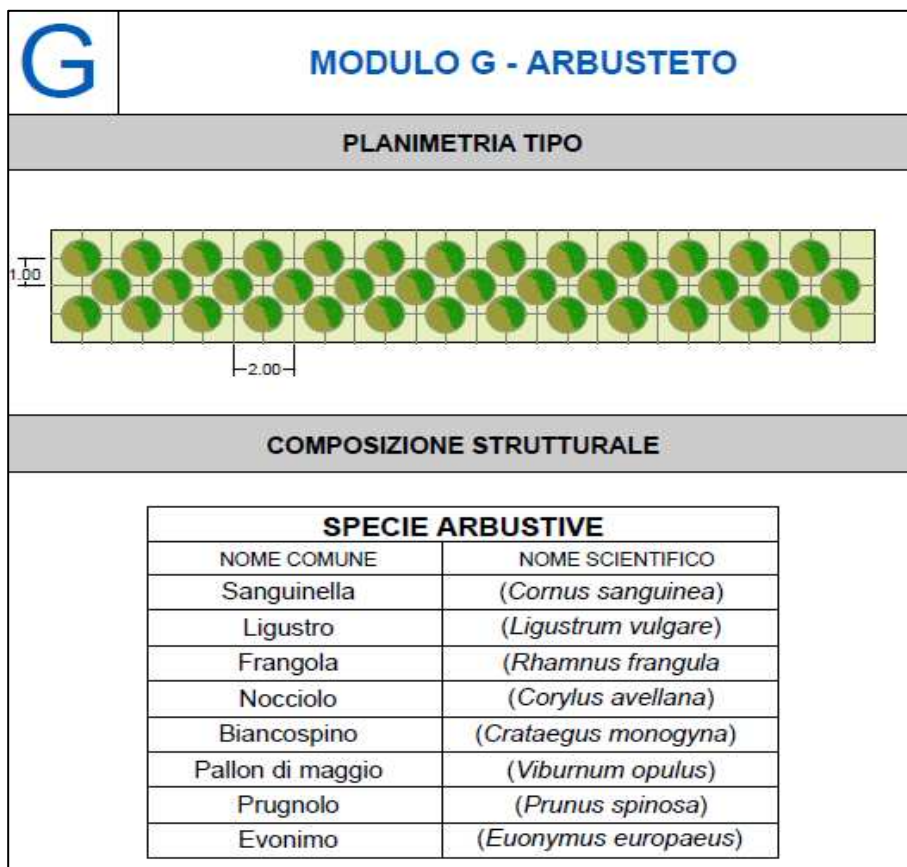 G
MODULO G - ARBUSTETO
PLANIMETRIA TIPO
1.00
2.00
COMPOSIZIONE STRUTTURALE
SPECIE ARBUSTIVE
NOME COMUNE NOME SCIENTIFICO
Sanguinella (Cornus sanguinea)
Ligustro (Ligustrum vulgare)
Frangola (Rhamnus frangula
Nocciolo (Corylus avellana)
Biancospino (Crataegus monogyna)
Pallon di maggio (Viburnum opulus)
Prugnolo (Prunus spinosa)
Evonimo (Euonymus europaeus)